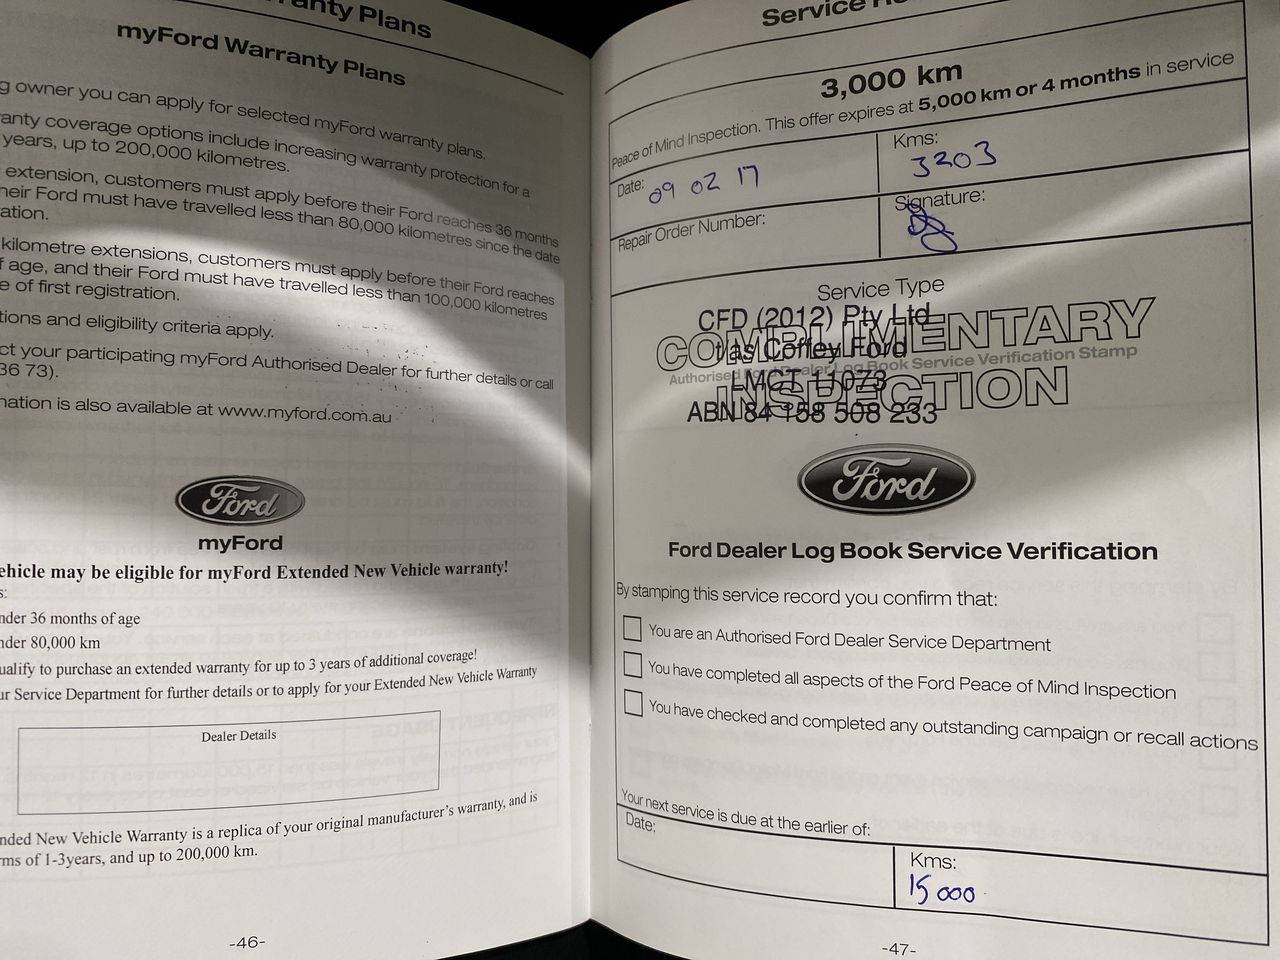 Warranty Plans
myFord Warranty Plans
g owner you can apply for selected myFord warranty plans.
ranty coverage options include increasing warranty protection for a
years, up to 200,000 kilometres.
extension, customers must apply before their Ford reaches 36 months
heir Ford must have travelled less than 80,000 kilometres since the date
ation.
kilometre extensions, customers must apply before their Ford reaches
f age, and their Ford must have travelled less than 100,000 kilometres
e of first registration.
tions and eligibility criteria apply.
ct your participating myFord Authorised Dealer for further details or call
36 73).
nation is also available at www.myford.com.au
Ford
myFord
ehicle may be eligible for myFord Extended New Vehicle warranty!
s:
nder 36 months of age
nder 80,000 km
ualify to purchase an extended warranty for up to 3 years of additional coverage!
ur Service Department for further details or to apply for your Extended New Vehicle Warranty
Dealer Details
nded New Vehicle Warranty is a replica of your original manufacturer's warranty, and is
rms of 1-3years, and up to 200,000 km.
-46-
Service
3,000 km
Peace of Mind Inspection. This offer expires at 5,000 km or 4 months in service
Date: 09 02 17
Kms: 3203
Repair Order Number:
Signature:
Service Type
COMPLIMENTARY
INSPECTION
Authorised Ford Dealer Log Book Service Verification Stamp
CFD (2012) Pty Ltd
t/as Coffey Ford
LMCT 11073
ABN 84 158 508 233
Ford
Ford Dealer Log Book Service Verification
By stamping this service record you confirm that:
You are an Authorised Ford Dealer Service Department
You have completed all aspects of the Ford Peace of Mind Inspection
You have checked and completed any outstanding campaign or recall actions
Your next service is due at the earlier of:
Date:
Kms: 15 000
-47-